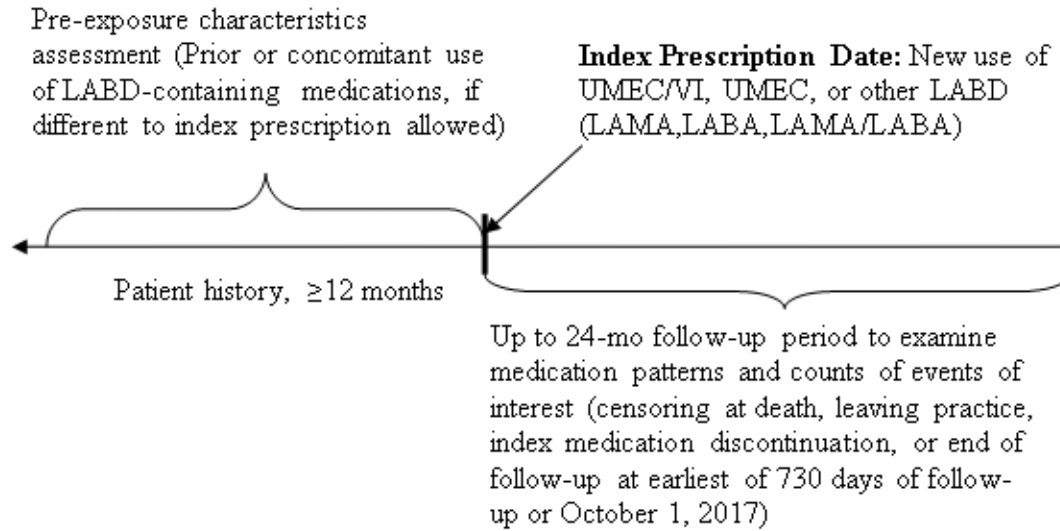 Pre-exposure characteristics
assessment (Prior or concomitant use
of LABD-containing medications, if
different to index prescription allowed)
Index Prescription Date: New use of
UMEC/VI, UMEC, or other LABD
(LAMA,LABA,LAMA/LABA)
Patient history, ≥12 months
Up to 24-mo follow-up period to examine
medication patterns and counts of events of
interest (censoring at death, leaving practice,
index medication discontinuation, or end of
follow-up at earliest of 730 days of follow-
up or October 1, 2017)